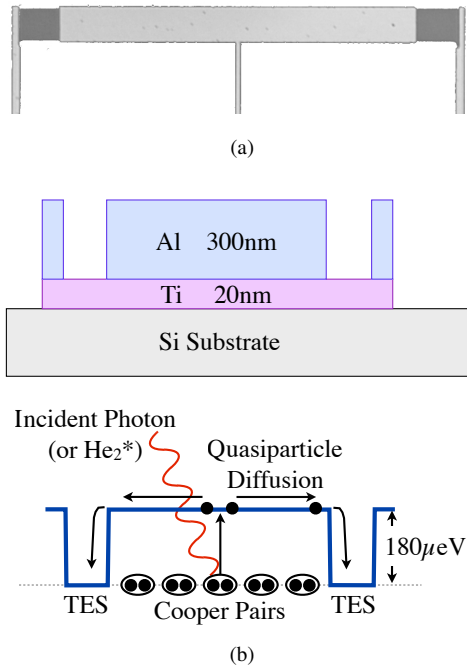 (a)
Al 300nm
Ti 20nm
Si Substrate
Incident Photon
(or He₂*)
Quasiparticle
Diffusion
180μeV
TES
Cooper Pairs
TES
(b)